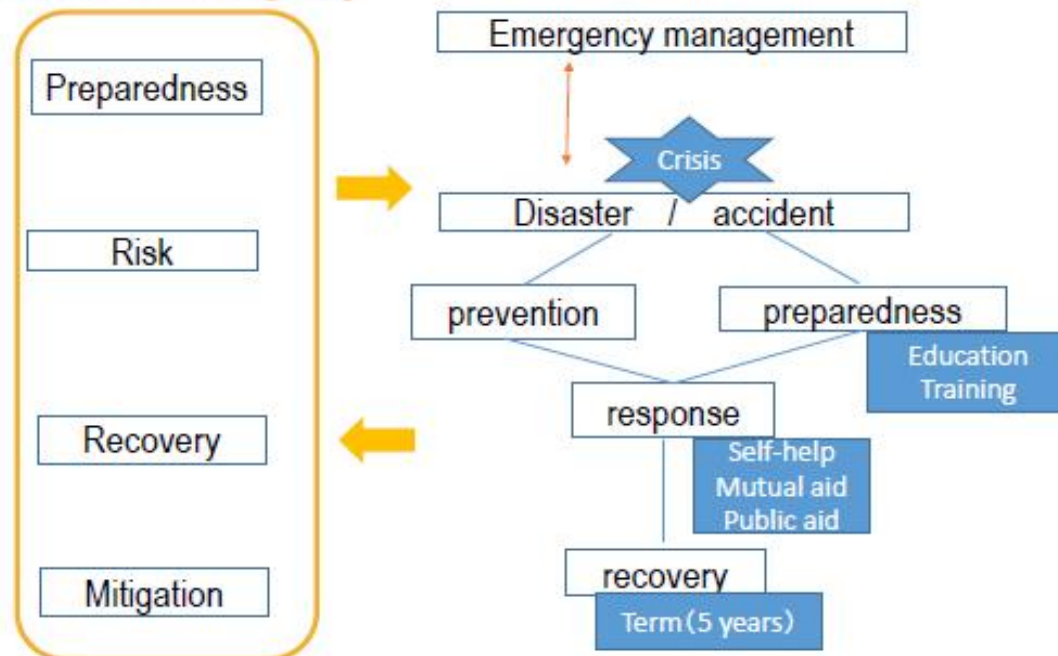 Emergency management
Preparedness
Crisis
Disaster / accident
Risk
prevention
preparedness
Education
Training
response
Recovery
Self-help
Mutual aid
Public aid
recovery
Mitigation
Term(5 years)